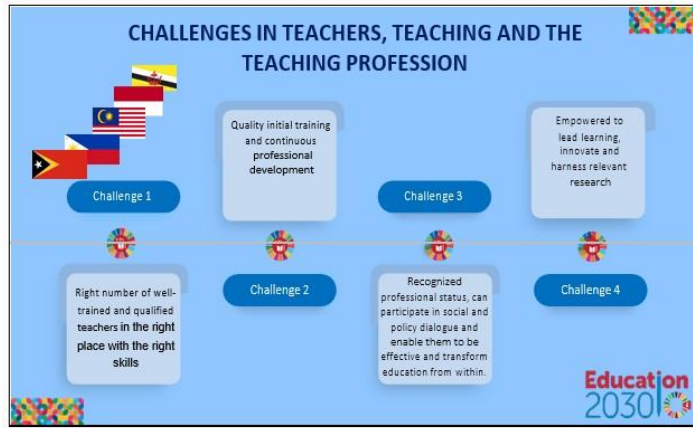 CHALLENGES IN TEACHERS, TEACHING AND THE
TEACHING PROFESSION
Challenge 1
Right number of well-
trained and qualified
teachers in the right
place with the right
skills
Quality initial training
and continuous
professional
development
Challenge 2
Challenge 3
Recognized
professional status, can
participate in social and
policy dialogue and
enable them to be
effective and transform
education from within.
Empowered to
lead learning,
innovate and
harness relevant
research
Challenge 4
Education
2030